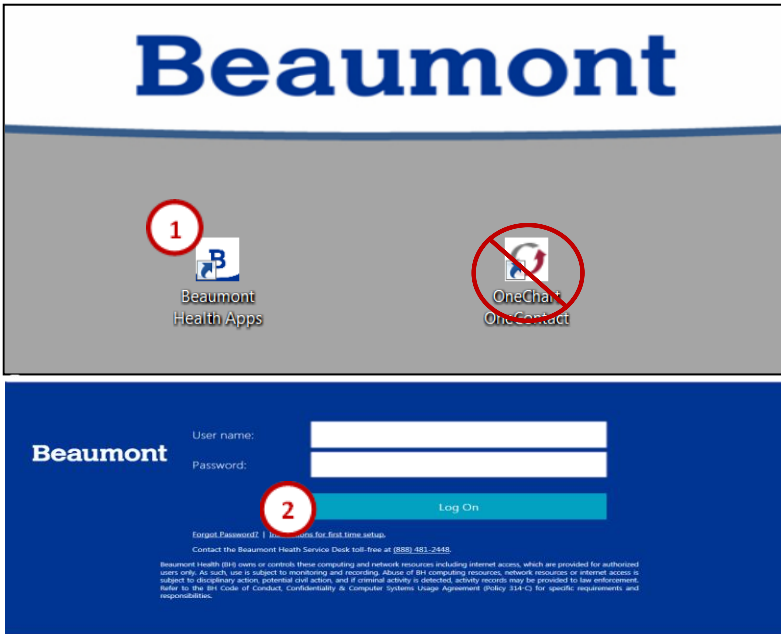 Beaumont
1
B
Beaumont
Health Apps
OneChart
OneContact
Beaumont
User name:
Password:
2
Log On
Forgot Password? | Instructions for first time setup.
Contact the Beaumont Heath Service Desk toll-free at (888) 481-2448.
Beaumont Health (BH) owns or controls these computing and network resources including internet access, which are provided for authorized
users only. As such, use is subject to monitoring and recording. Abuse of BH computing resources, network resources or internet access is
subject to disciplinary action, potential civil action, and if criminal activity is detected, activity records may be provided to law enforcement.
Refer to the BH Code of Conduct, Confidentiality & Computer Systems Usage Agreement (Policy 314-C) for specific requirements and
responsibilities.